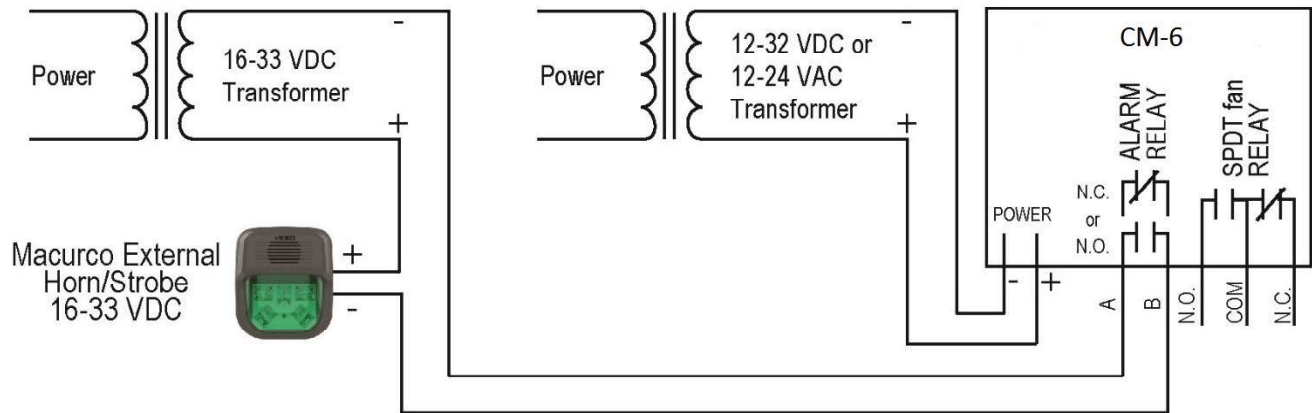 Power
16-33 VDC
Transformer
-
+
Power
12-32 VDC or
12-24 VAC
Transformer
-
+
CM-6
ALARM
RELAY
SPDT fan
RELAY
N.C.
or
N.O.
POWER
-
+
A
B
N.O.
COM
N.C.
Macurco External
Horn/Strobe
16-33 VDC
+
-